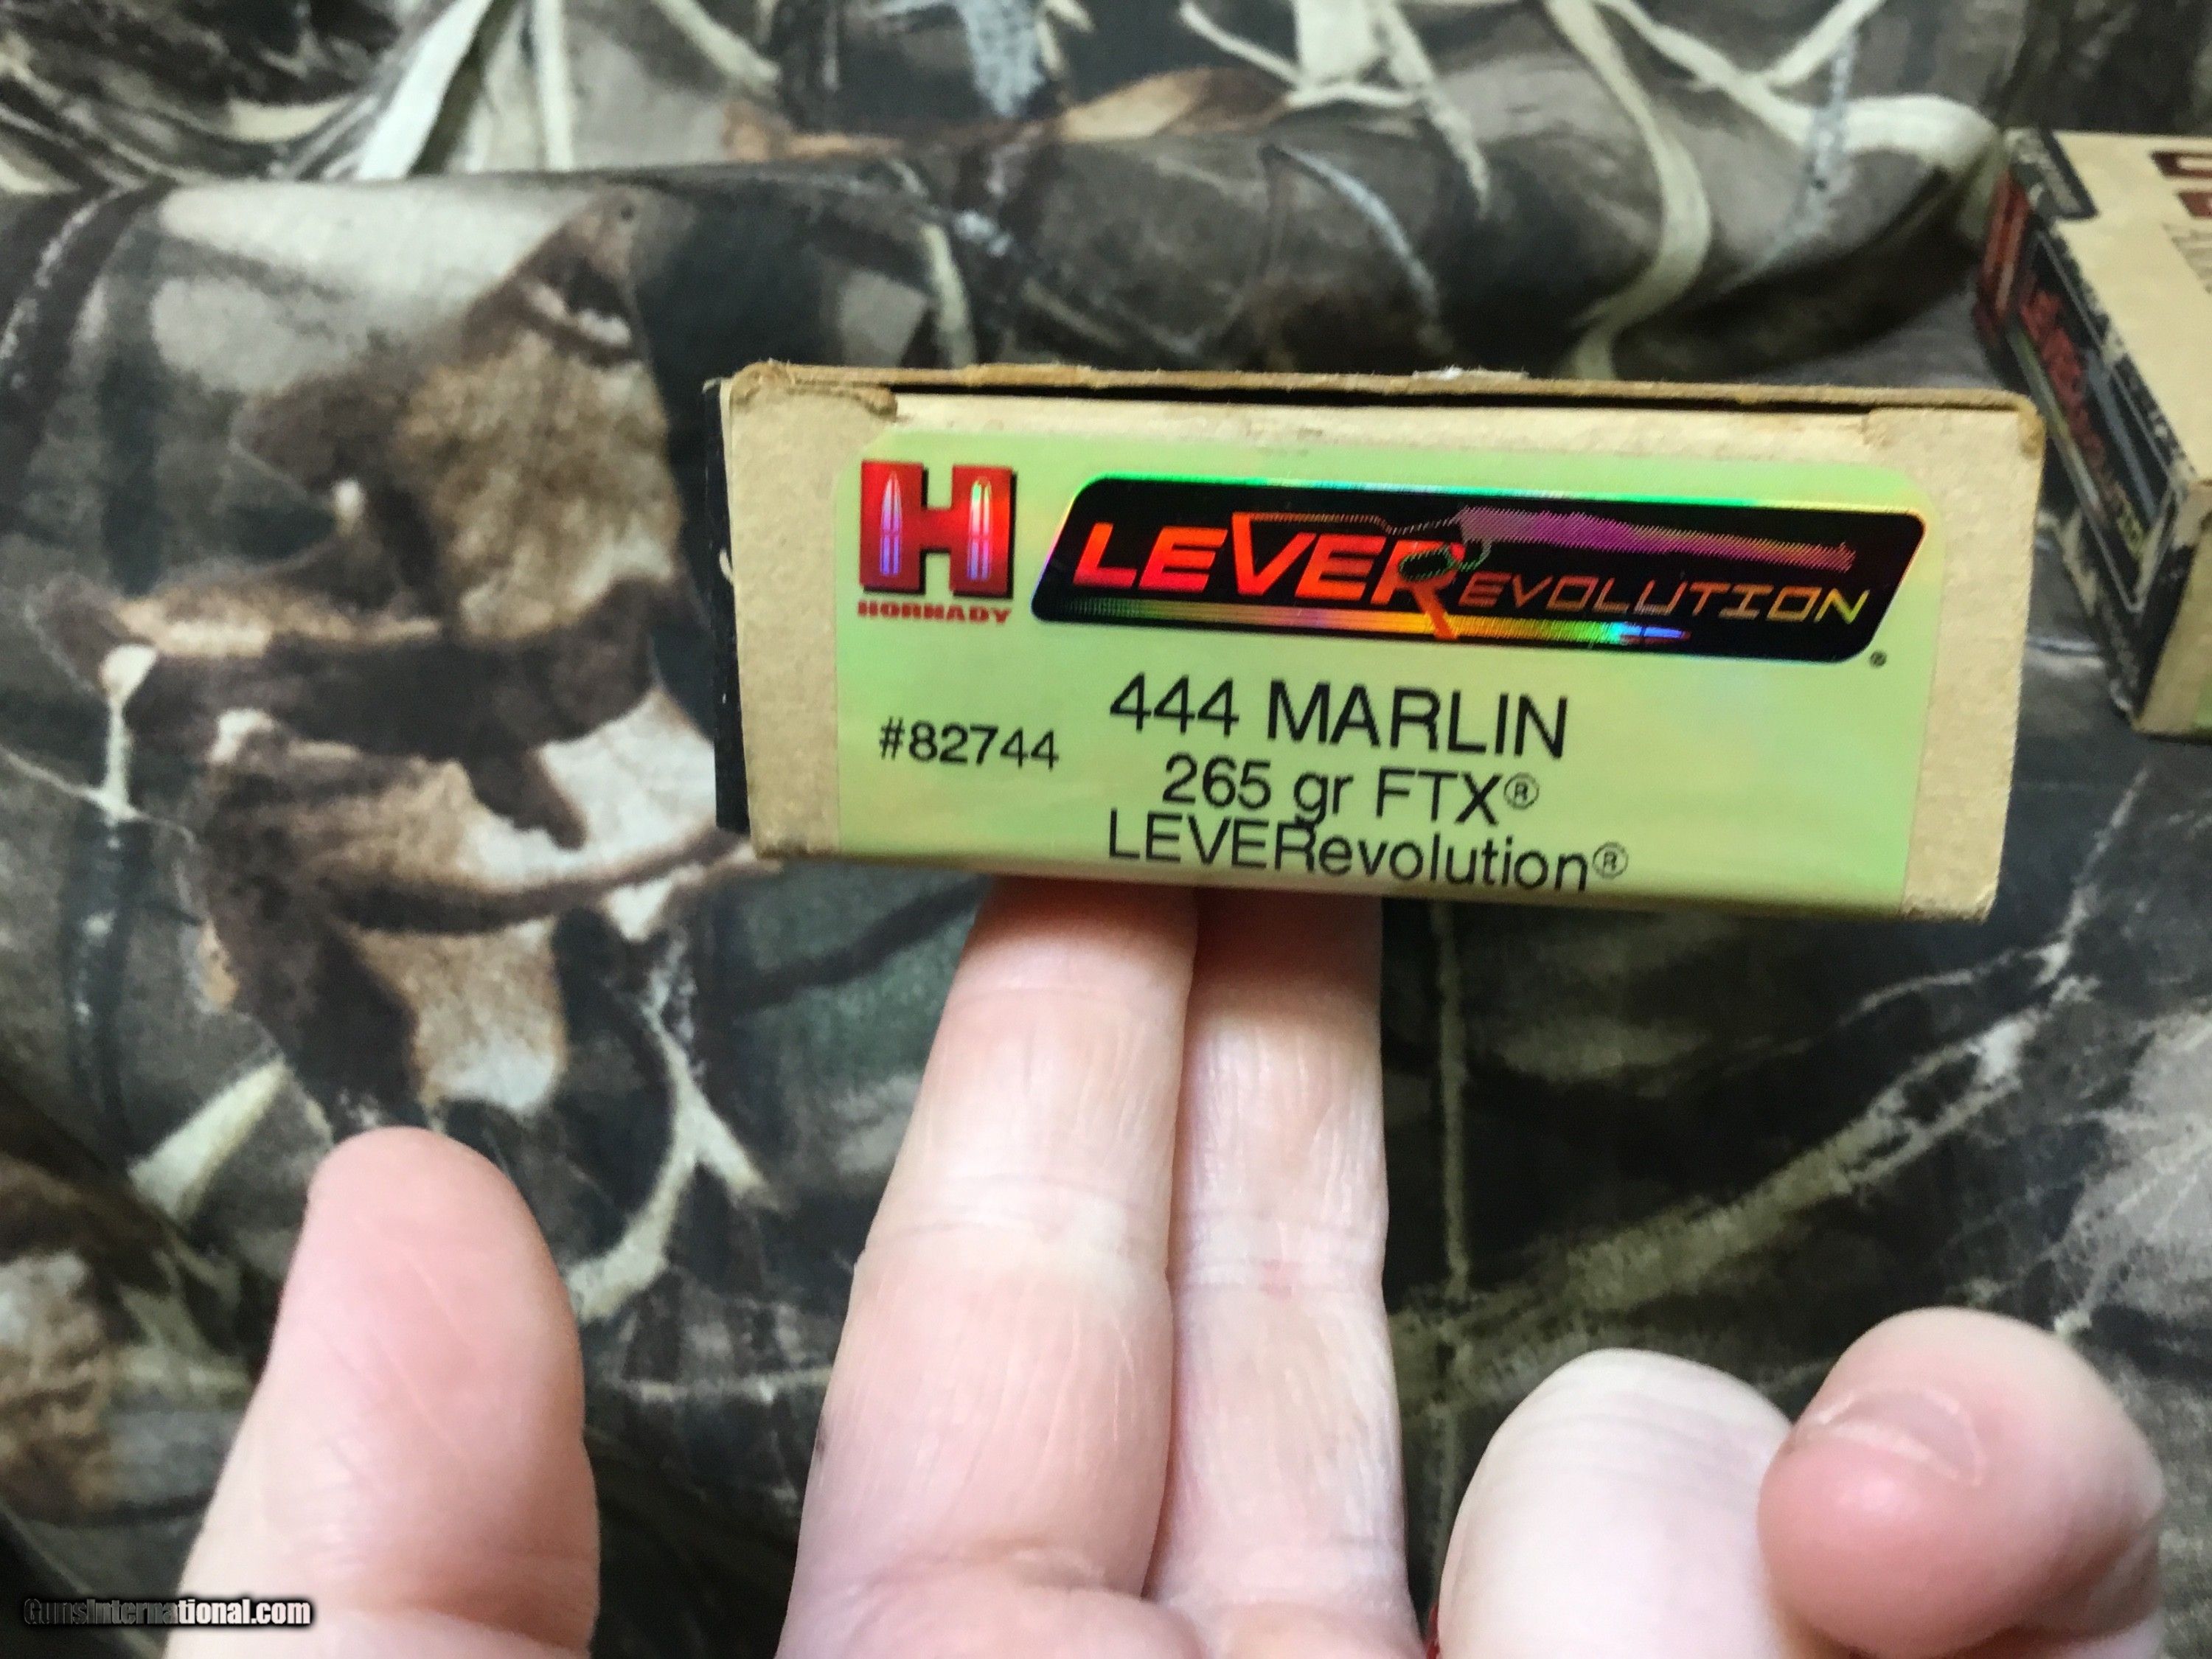 H
HORNADY
LEVEREVOLUTION
®
#82744
444 MARLIN
265 gr FTX®
LEVERevolution®
GunsInternational.com